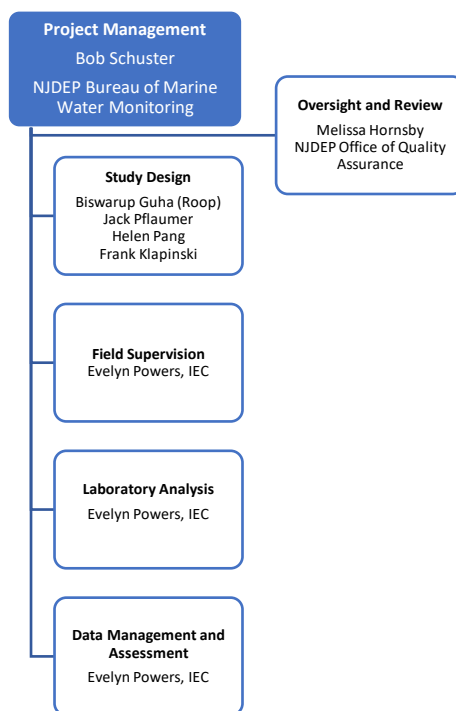 Project Management
Bob Schuster
NJDEP Bureau of Marine
Water Monitoring
Oversight and Review
Melissa Hornsby
NJDEP Office of Quality
Assurance
Study Design
Biswarup Guha (Roop)
Jack Pflaumer
Helen Pang
Frank Klapinski
Field Supervision
Evelyn Powers, IEC
Laboratory Analysis
Evelyn Powers, IEC
Data Management and
Assessment
Evelyn Powers, IEC